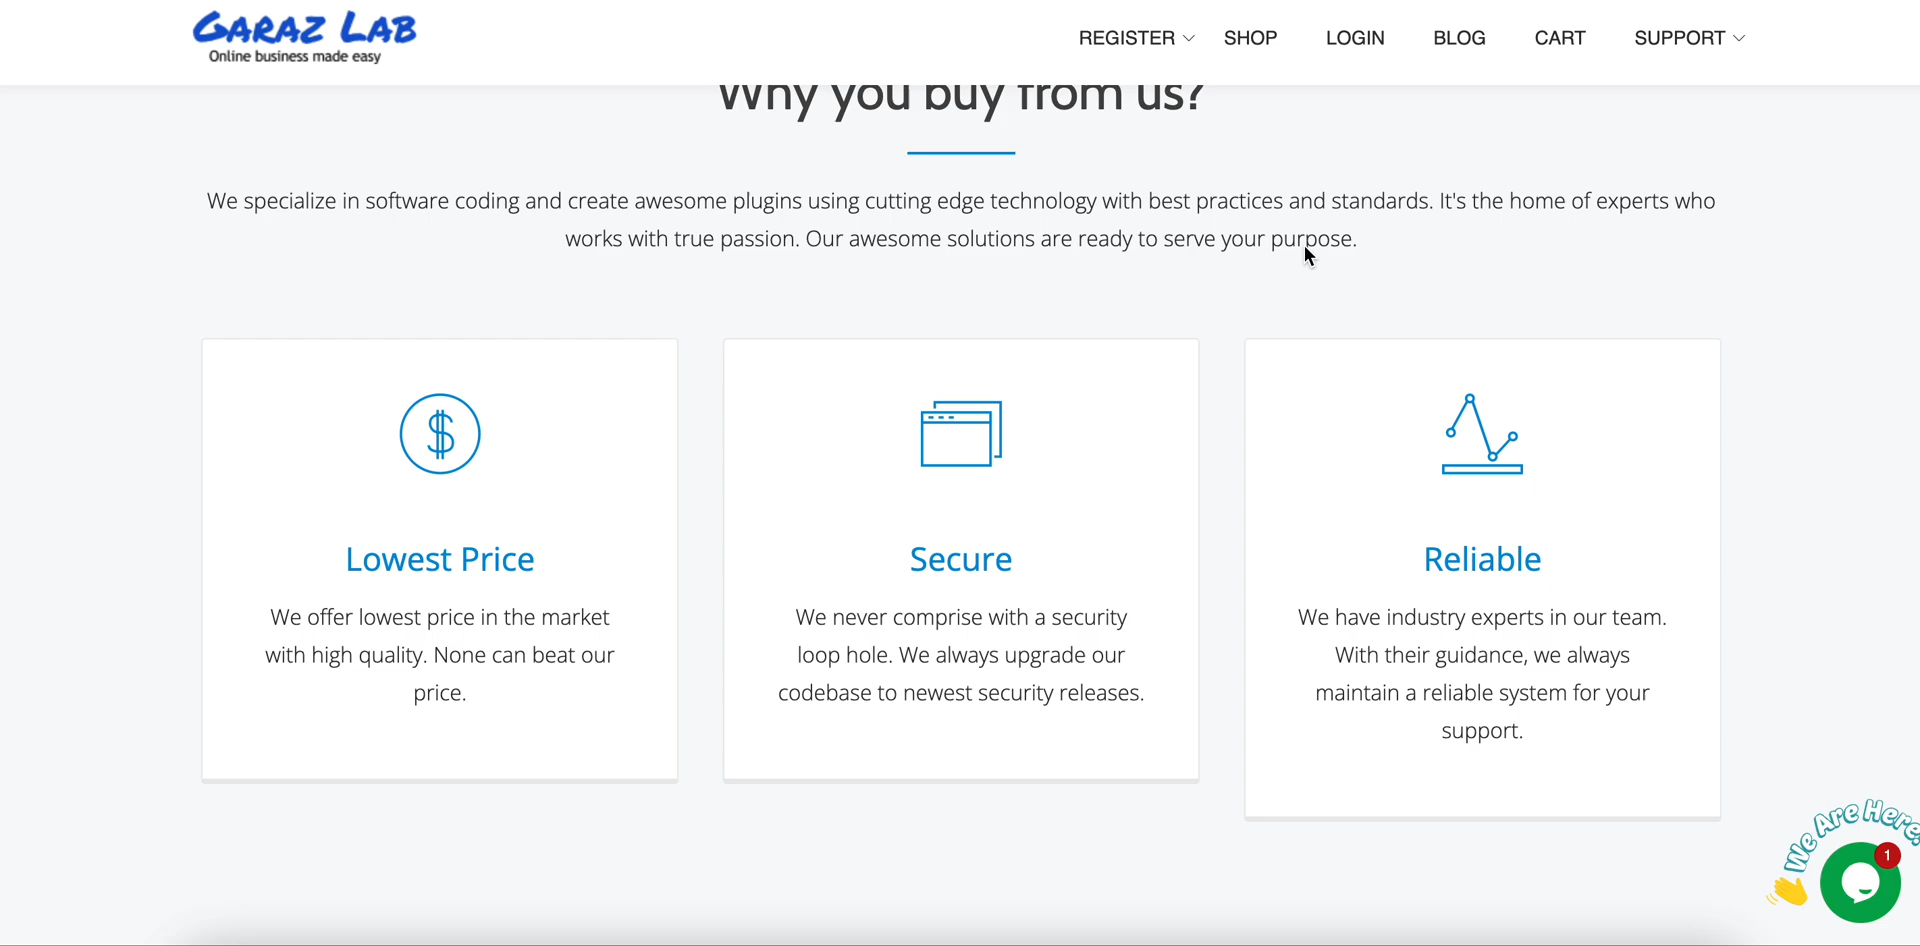 GARAZ LAB
Online business made easy
REGISTER
SHOP
LOGIN
BLOG
CART
SUPPORT
Why you buy from us?
We specialize in software coding and create awesome plugins using cutting edge technology with best practices and standards. It's the home of experts who
works with true passion. Our awesome solutions are ready to serve your purpose.
$
Lowest Price
We offer lowest price in the market
with high quality. None can beat our
price.
Secure
We never comprise with a security
loop hole. We always upgrade our
codebase to newest security releases.
Reliable
We have industry experts in our team.
With their guidance, we always
maintain a reliable system for your
support.
We Are Here!
1